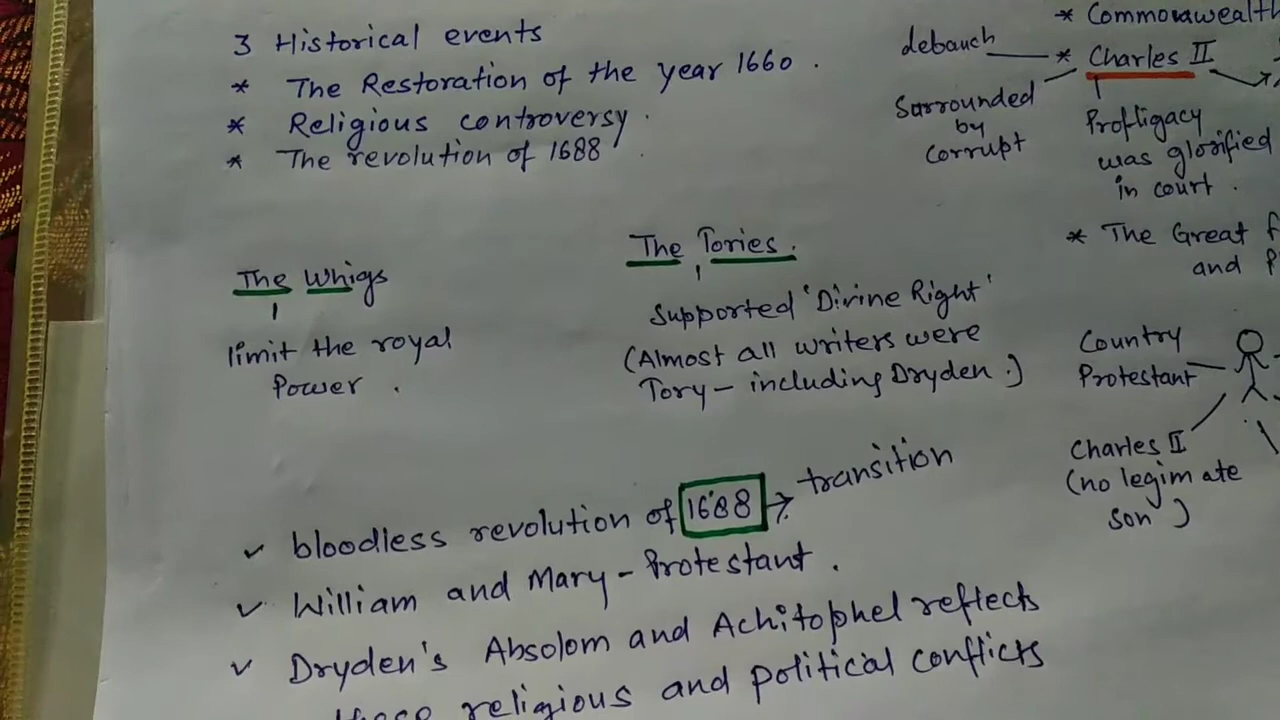 3 Historical events
* The Restoration of the year 1660 .
* Religious controversy .
* The revolution of 1688
The Whigs
limit the royal
Power .
The Tories .
Supported 'Divine Right'
(Almost all writers were
Tory - including Dryden .)
✓ bloodless revolution of 1688 → transition
✓ William and Mary - Protestant .
✓ Dryden's Absolom and Achitophel reflects
religious and political conflicts
* Commonwealth
debauch
* Charles II
Surrounded
by
corrupt
Profligacy
was glorified
in court .
* The Great
and
Country
Protestant
Charles II
(no legimate
son)